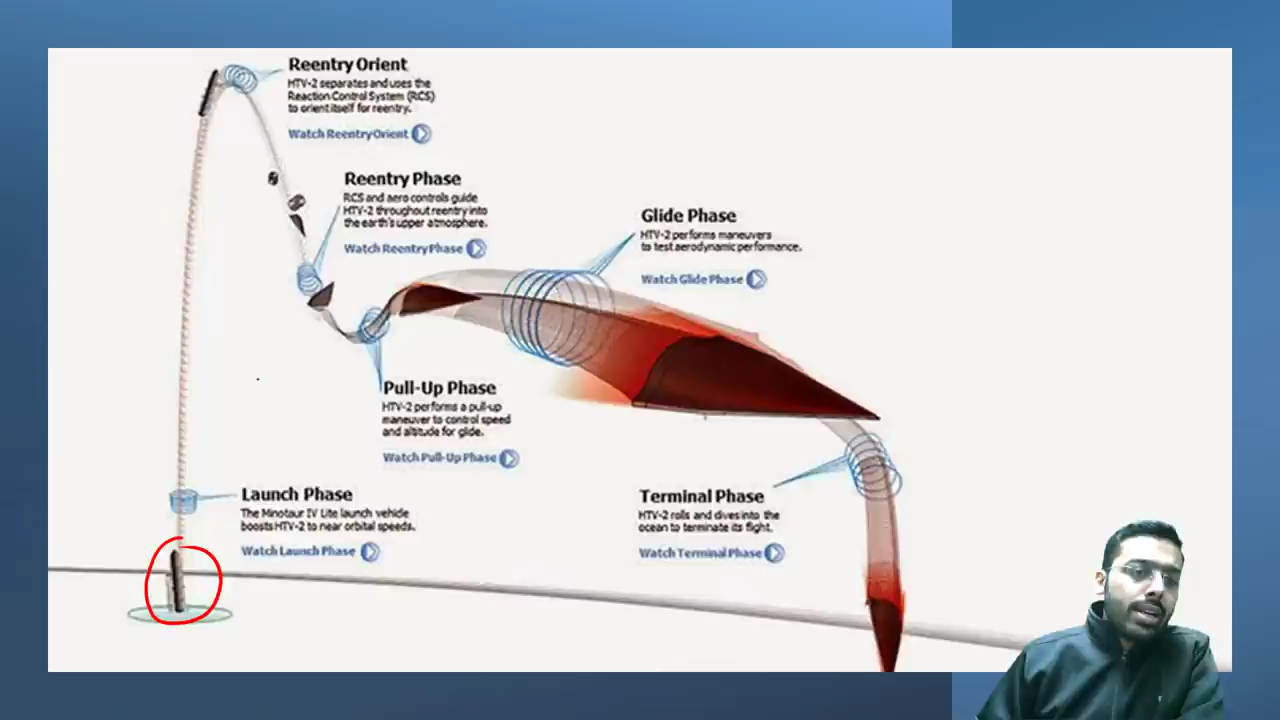 Reentry Orient
HTV-2 separates and uses the
Reaction Control System (RCS)
to orient itself for reentry.
Watch Reentry Orient
Reentry Phase
RCS and aero controls guide
HTV-2 throughout reentry into
the earth's upper atmosphere.
Watch Reentry Phase
Glide Phase
HTV-2 performs maneuvers
to test aerodynamic performance.
Watch Glide Phase
Pull-Up Phase
HTV-2 performs a pull-up
maneuver to control speed
and altitude for glide.
Watch Pull-Up Phase
Launch Phase
The Minotaur IV Lite launch vehicle
boosts HTV-2 to near orbital speeds.
Watch Launch Phase
Terminal Phase
HTV-2 rolls and dives into the
ocean to terminate its flight.
Watch Terminal Phase